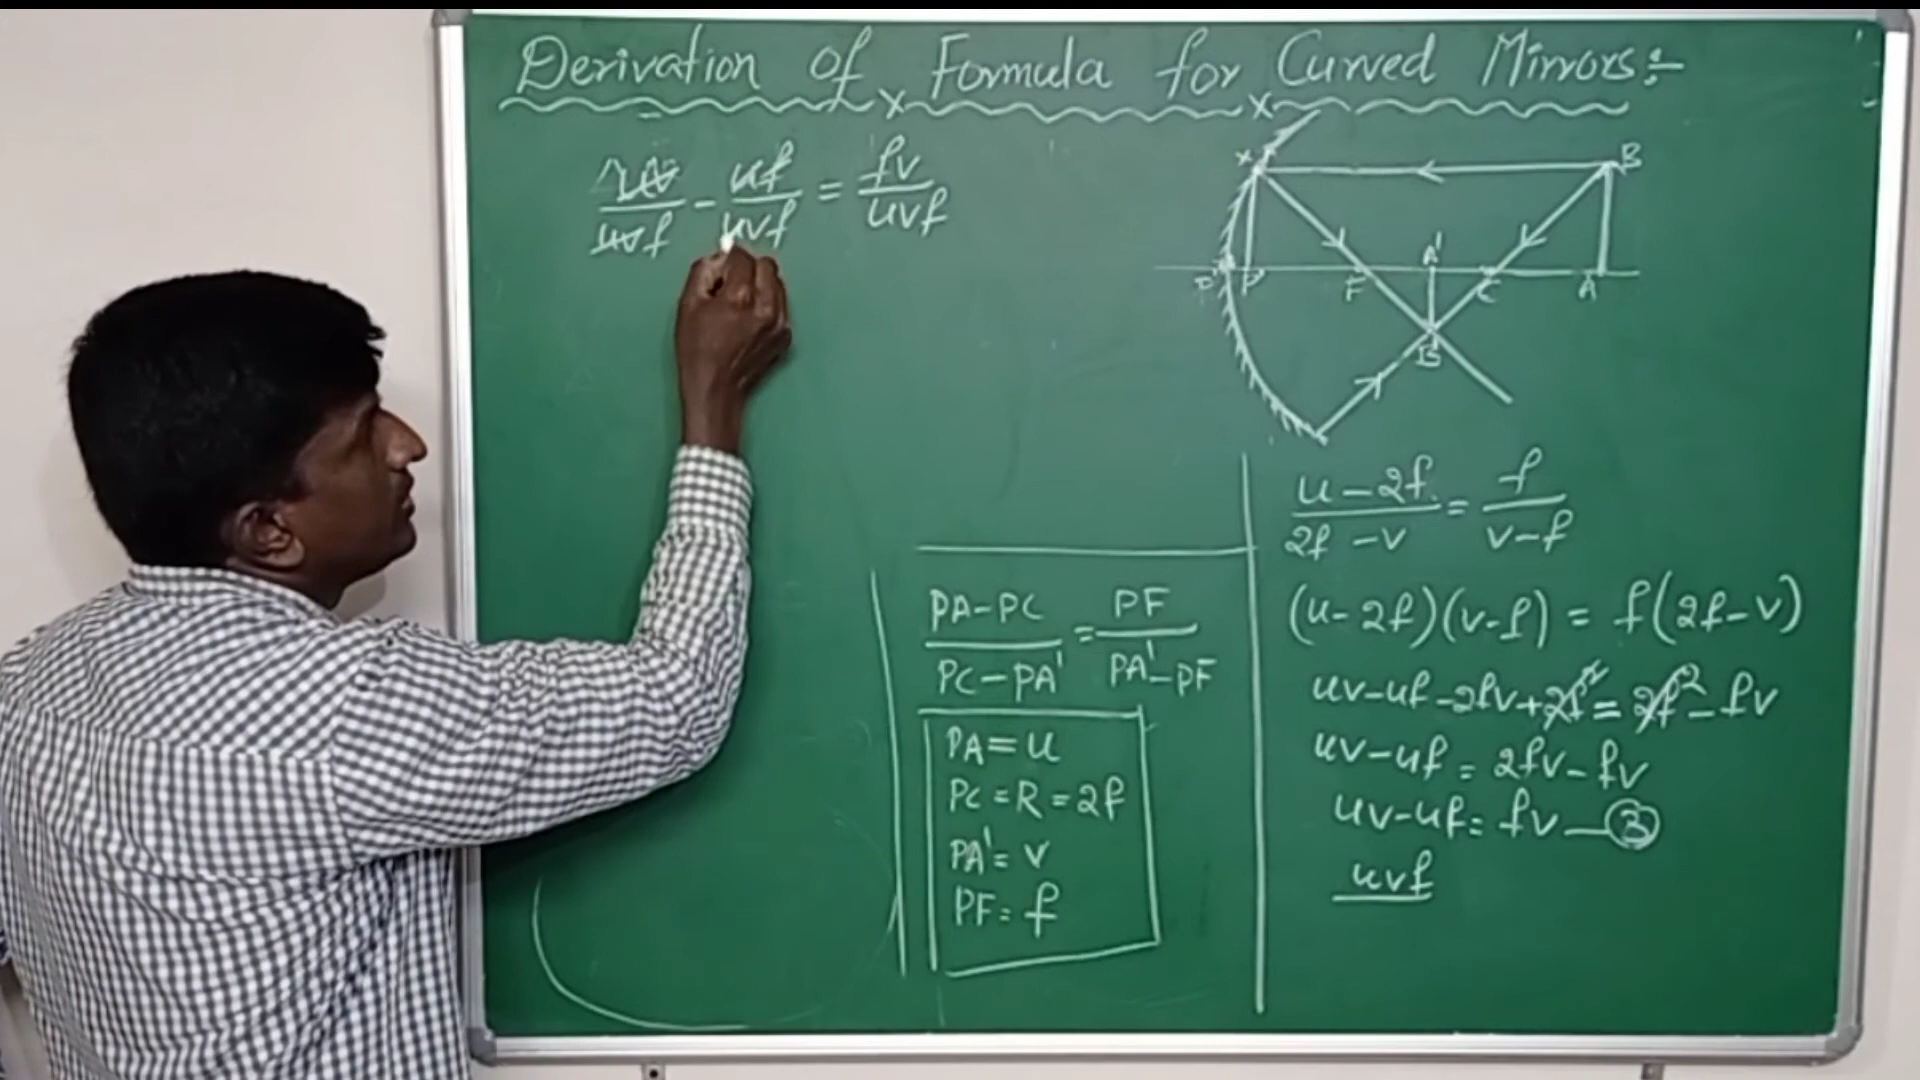 Derivation of Formula for Curved Mirrors:-
uv/uvf - uf/uvf = fv/uvf
X B
A'
P' P F C A
B'
(u - 2f)/(2f - v) = f/(v - f)
(u - 2f)(v - f) = f(2f - v)
uv - uf - 2fv + 2f² = 2f² - fv
uv - uf = 2fv - fv
uv - uf = fv — ③
uvf
(PA - PC)/(PC - PA') = PF/(PA' - PF)
PA = u
PC = R = 2f
PA' = v
PF = f